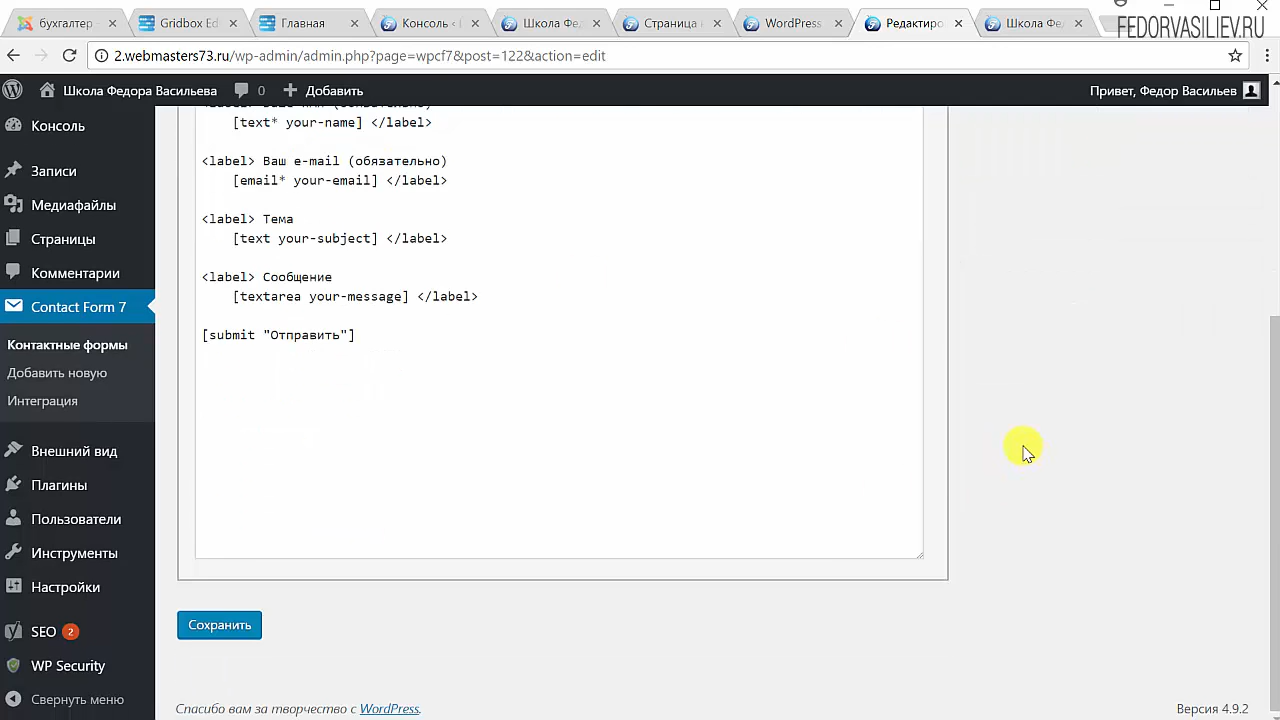 бухгалтер
Gridbox Ed
Главная
Консоль ‹
Школа Фе
Страницы
WordPress
Редактиро
Школа Фе
FEDORVASILIEV.RU
2.webmasters73.ru/wp-admin/admin.php?page=wpcf7&post=122&action=edit
Школа Федора Васильева
0
Добавить
Привет, Федор Васильев
Консоль
Записи
Медиафайлы
Страницы
Комментарии
Contact Form 7
Контактные формы
Добавить новую
Интеграция
Внешний вид
Плагины
Пользователи
Инструменты
Настройки
SEO 2
WP Security
Свернуть меню
[text* your-name] </label>
<label> Ваш e-mail (обязательно)
[email* your-email] </label>
<label> Тема
[text your-subject] </label>
<label> Сообщение
[textarea your-message] </label>
[submit "Отправить"]
Сохранить
Спасибо вам за творчество с WordPress.
Версия 4.9.2